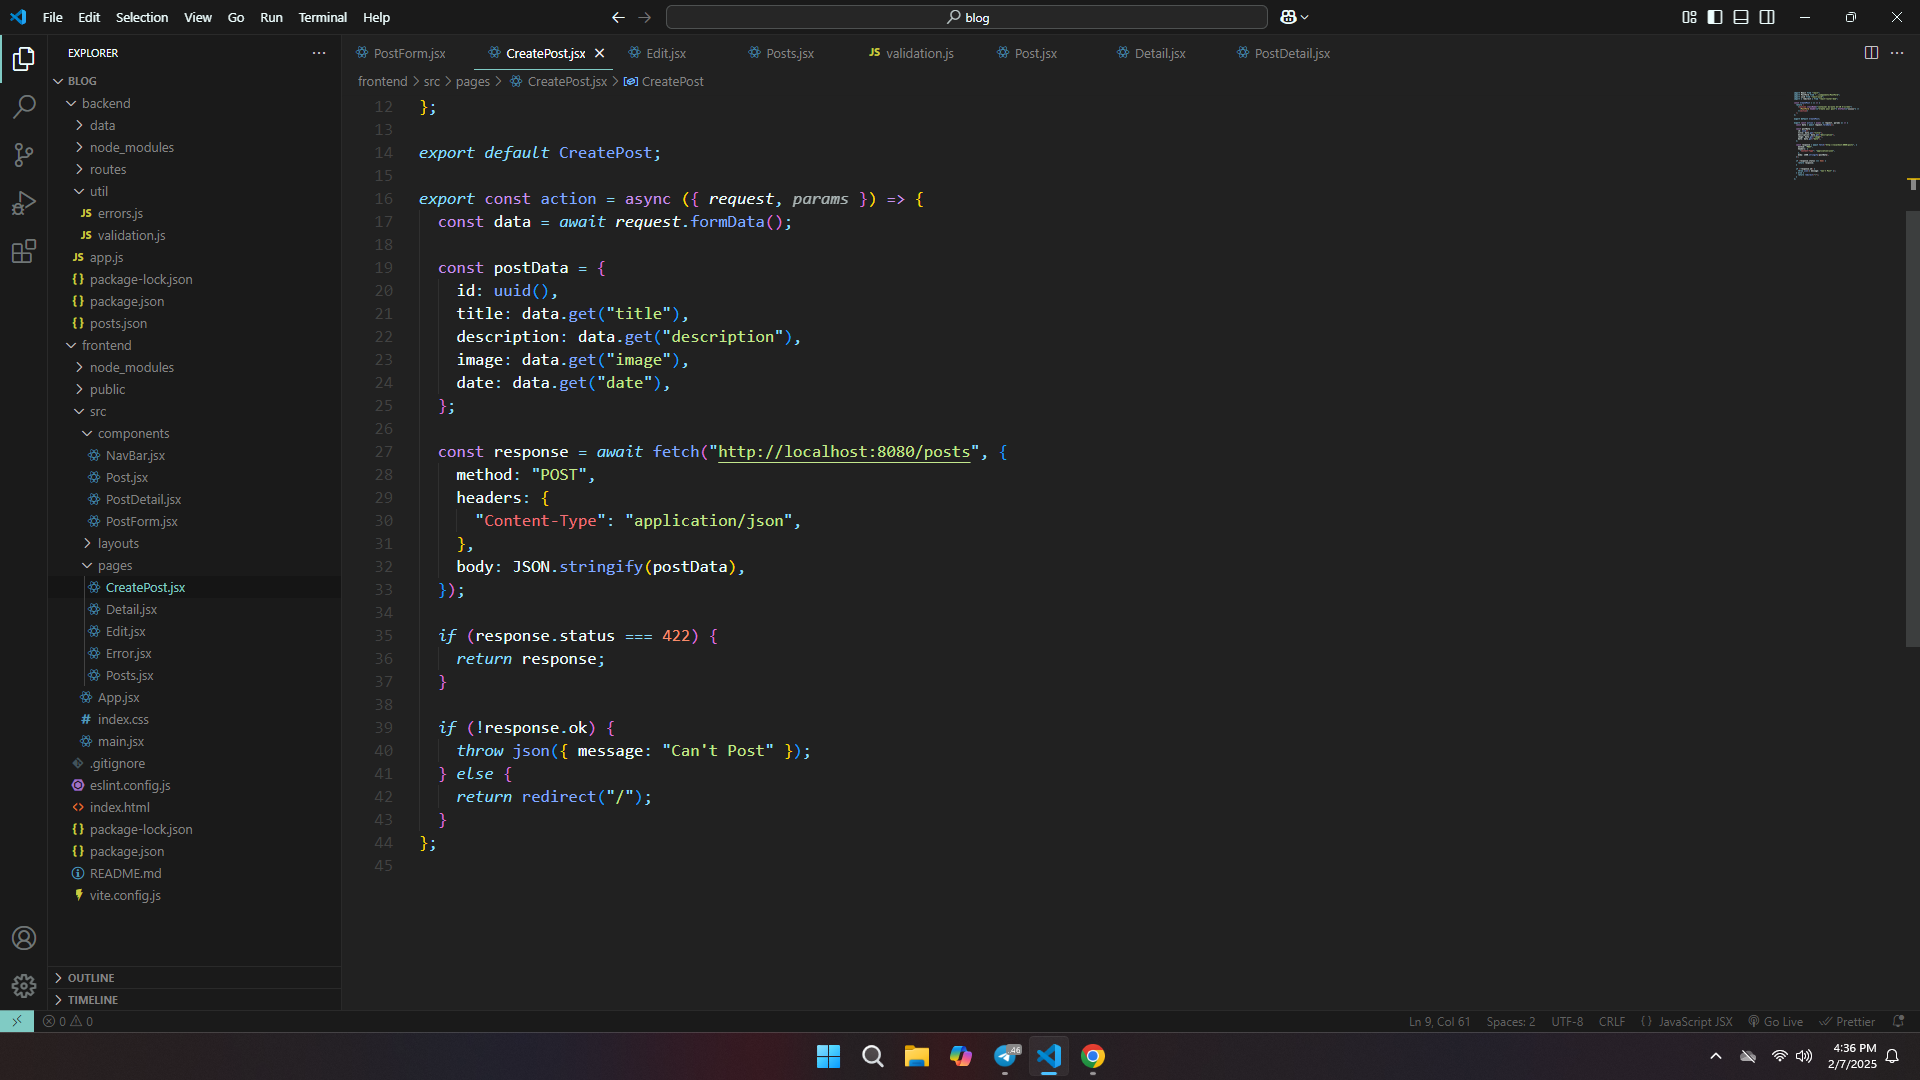 File Edit Selection View Go Run Terminal Help
blog
EXPLORER
PostForm.jsx
CreatePost.jsx
Edit.jsx
Posts.jsx
JS validation.js
Post.jsx
Detail.jsx
PostDetail.jsx
frontend > src > pages > CreatePost.jsx > CreatePost
BLOG
backend
data
node_modules
routes
util
JS errors.js
JS validation.js
JS app.js
{} package-lock.json
{} package.json
{} posts.json
frontend
node_modules
public
src
components
NavBar.jsx
Post.jsx
PostDetail.jsx
PostForm.jsx
layouts
pages
CreatePost.jsx
Detail.jsx
Edit.jsx
Error.jsx
Posts.jsx
App.jsx
# index.css
main.jsx
.gitignore
eslint.config.js
<> index.html
{} package-lock.json
{} package.json
README.md
vite.config.js
OUTLINE
TIMELINE
12 };
13
14 export default CreatePost;
15
16 export const action = async ({ request, params }) => {
17 const data = await request.formData();
18
19 const postData = {
20 id: uuid(),
21 title: data.get("title"),
22 description: data.get("description"),
23 image: data.get("image"),
24 date: data.get("date"),
25 };
26
27 const response = await fetch("http://localhost:8080/posts", {
28 method: "POST",
29 headers: {
30 "Content-Type": "application/json",
31 },
32 body: JSON.stringify(postData),
33 });
34
35 if (response.status === 422) {
36 return response;
37 }
38
39 if (!response.ok) {
40 throw json({ message: "Can't Post" });
41 } else {
42 return redirect("/");
43 }
44 };
45
0 0
Ln 9, Col 61 Spaces: 2 UTF-8 CRLF {} JavaScript JSX Go Live Prettier
46
4:36 PM
2/7/2025